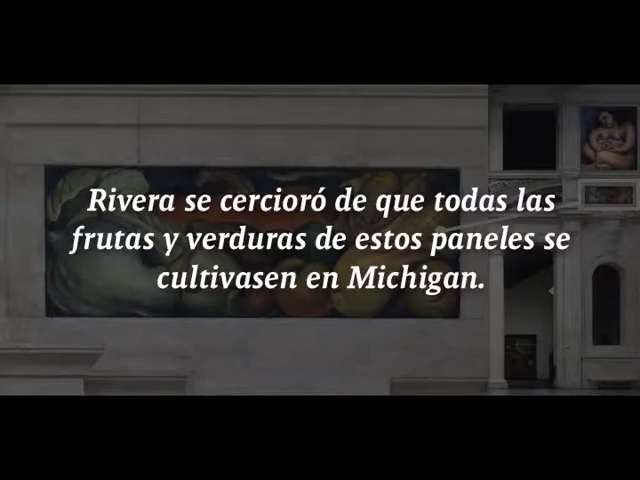 Rivera se cercioró de que todas las
frutas y verduras de estos paneles se
cultivasen en Michigan.